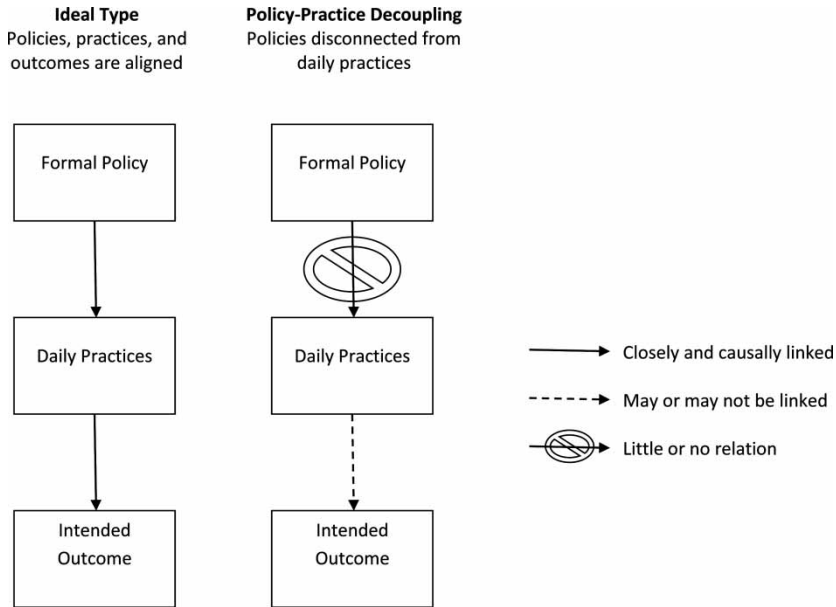 Ideal Type
Policies, practices, and
outcomes are aligned
Policy-Practice Decoupling
Policies disconnected from
daily practices
Formal Policy
Formal Policy
Daily Practices
Daily Practices
Intended
Outcome
Intended
Outcome
Closely and causally linked
May or may not be linked
Little or no relation